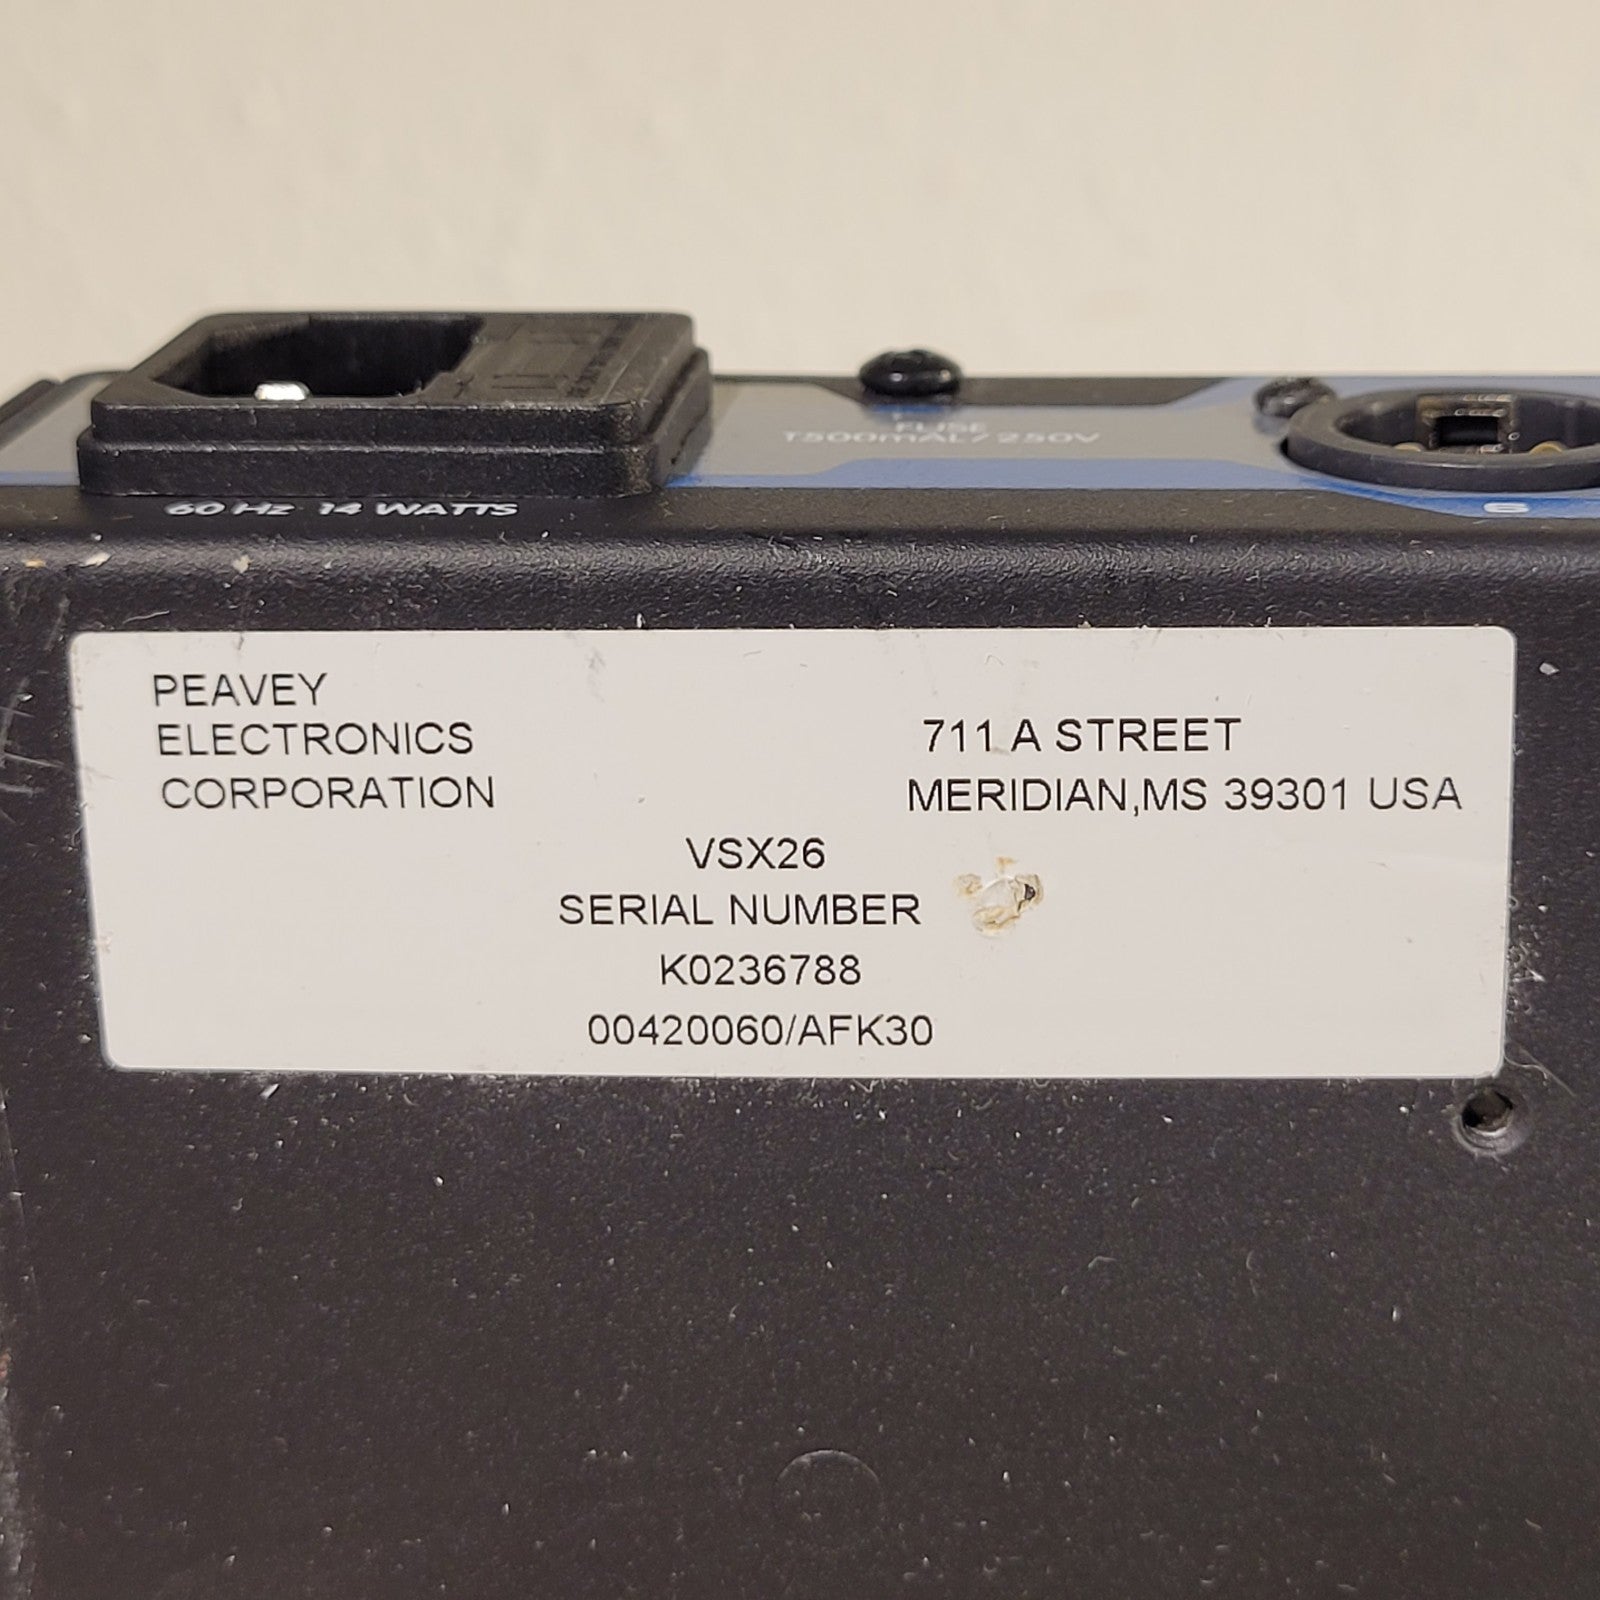 FUSE
T500mAL/250V
60 Hz 14 WATTS
6
PEAVEY
ELECTRONICS
CORPORATION
711 A STREET
MERIDIAN,MS 39301 USA
VSX26
SERIAL NUMBER
K0236788
00420060/AFK30